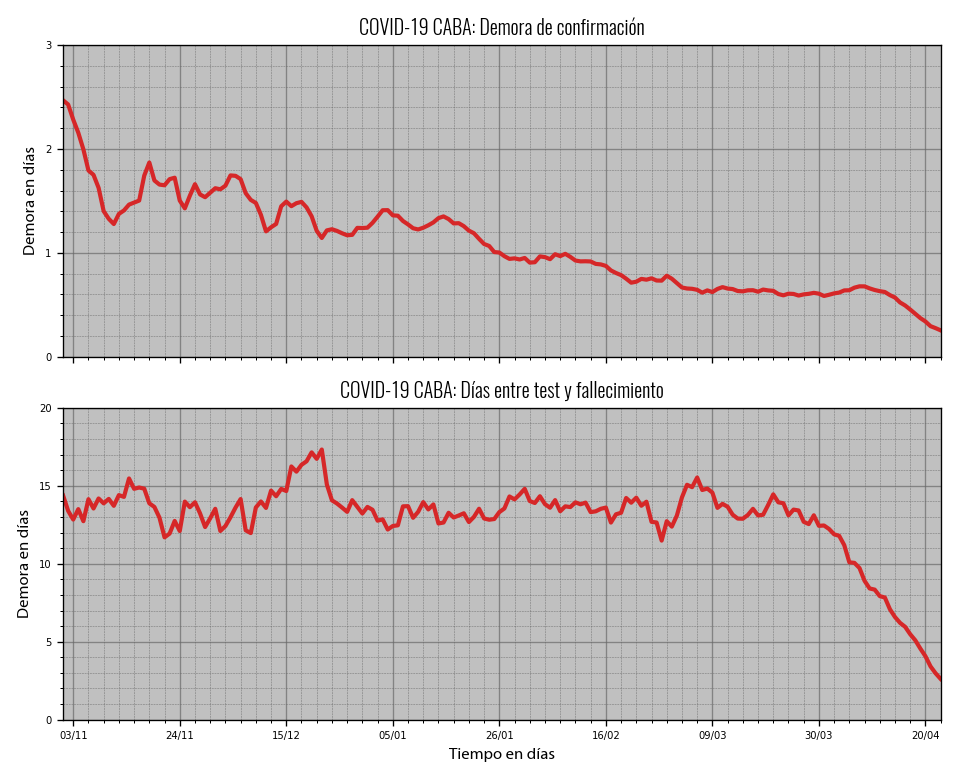 COVID-19 CABA: Demora de confirmación
3
2
1
0
Demora en días
COVID-19 CABA: Días entre test y fallecimiento
20
15
10
5
0
Demora en días
03/11 24/11 15/12 05/01 26/01 16/02 09/03 30/03 20/04
Tiempo en días